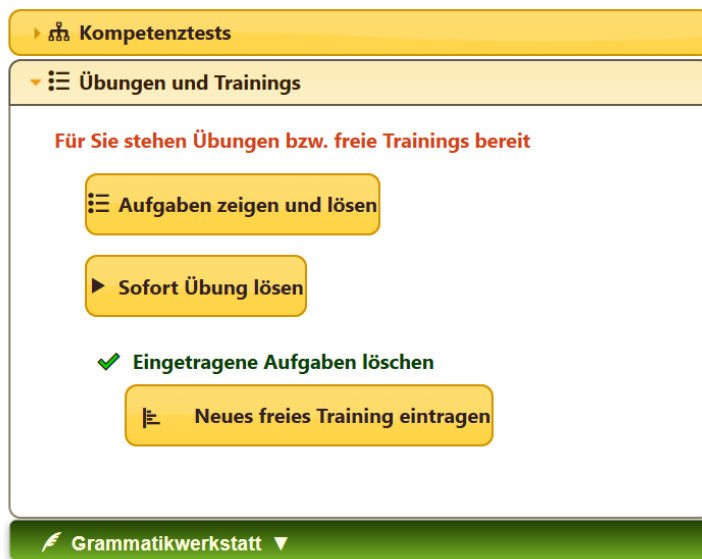 Kompetenztests
Übungen und Trainings
Für Sie stehen Übungen bzw. freie Trainings bereit
Aufgaben zeigen und lösen
Sofort Übung lösen
Eingetragene Aufgaben löschen
Neues freies Training eintragen
Grammatikwerkstatt ▼